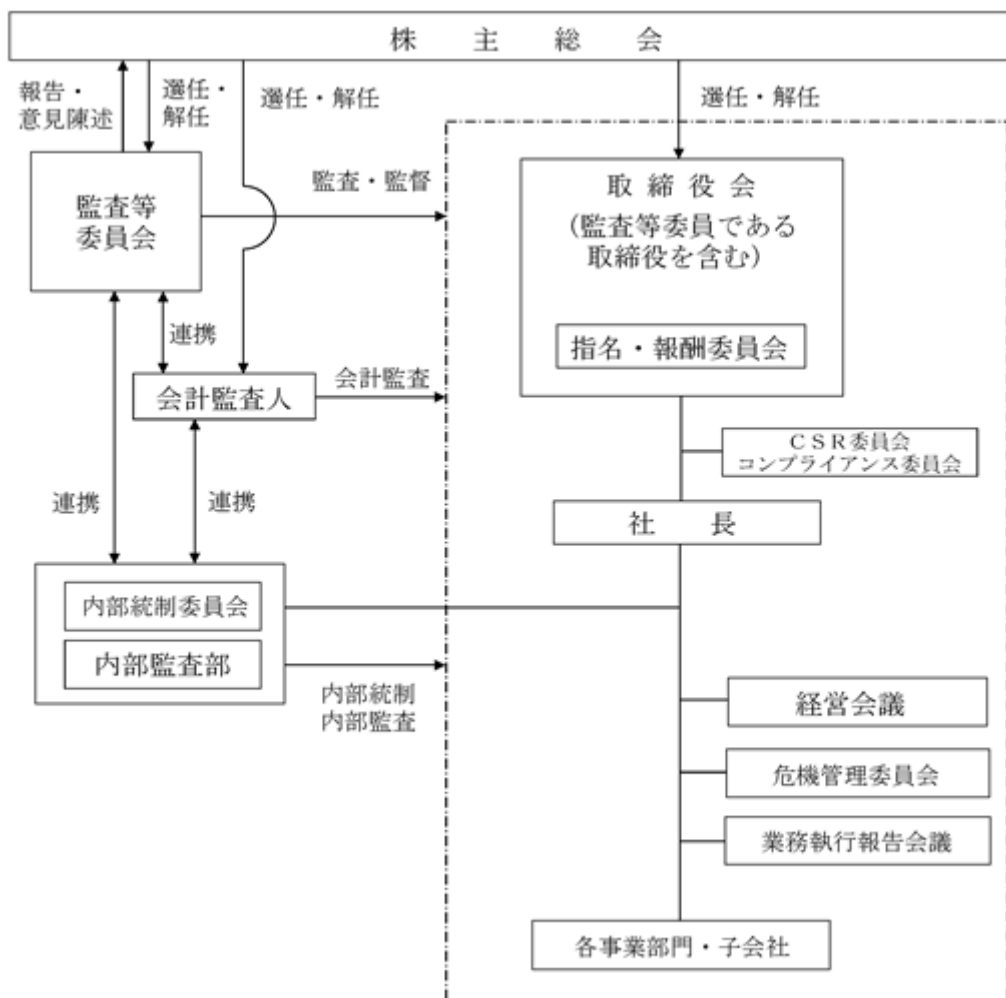 株主総会
報告・
意見陳述
選任・
解任
選任・解任
選任・解任
監査等
委員会
監査・監督
取締役会
（監査等委員である
取締役を含む）
指名・報酬委員会
連携
会計監査人
会計監査
ＣＳＲ委員会
コンプライアンス委員会
連携
連携
社長
内部統制委員会
内部監査部
内部統制
内部監査
経営会議
危機管理委員会
業務執行報告会議
各事業部門・子会社